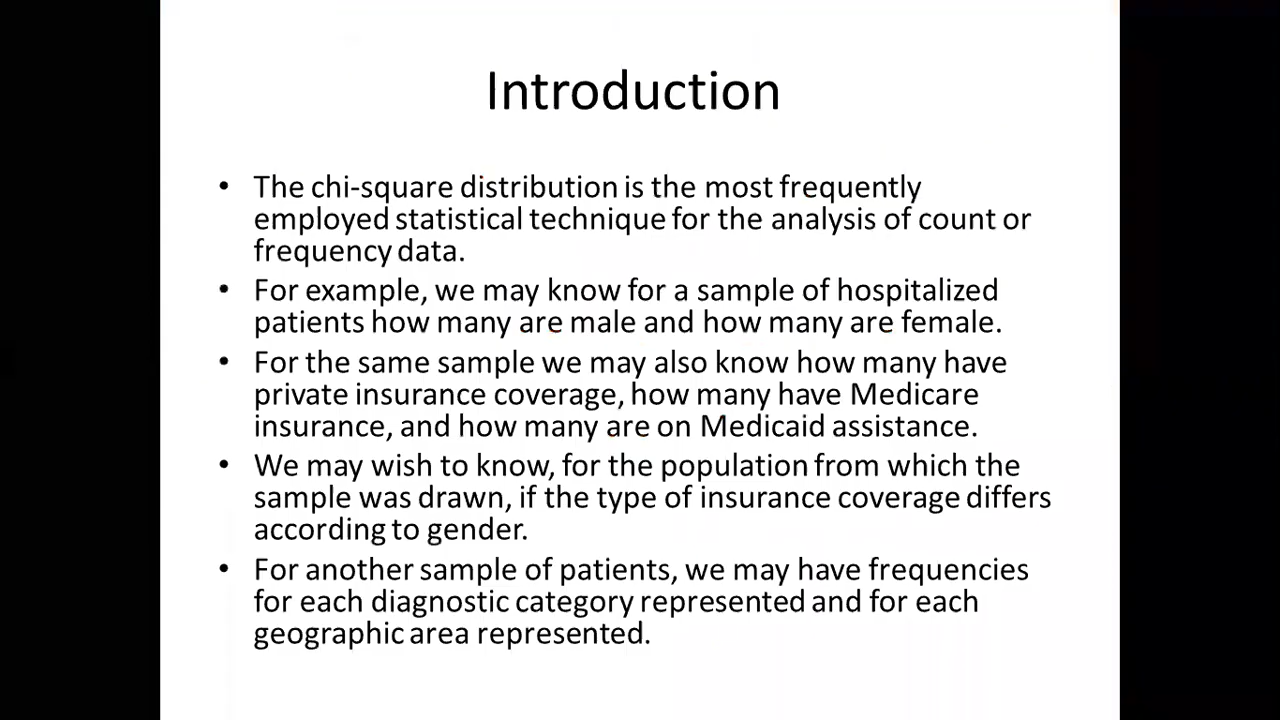 Introduction
• The chi-square distribution is the most frequently
employed statistical technique for the analysis of count or
frequency data.
• For example, we may know for a sample of hospitalized
patients how many are male and how many are female.
• For the same sample we may also know how many have
private insurance coverage, how many have Medicare
insurance, and how many are on Medicaid assistance.
• We may wish to know, for the population from which the
sample was drawn, if the type of insurance coverage differs
according to gender.
• For another sample of patients, we may have frequencies
for each diagnostic category represented and for each
geographic area represented.